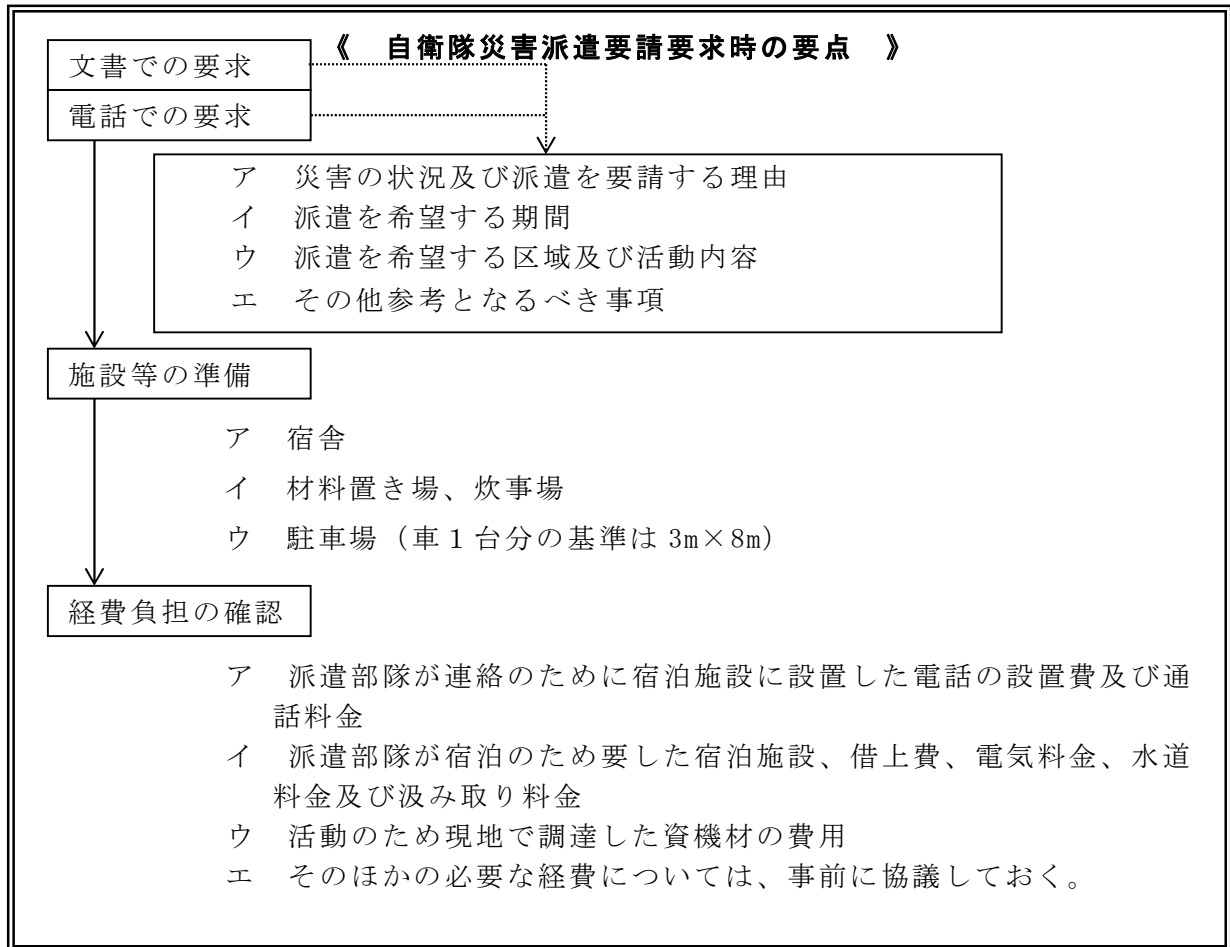 《　自衛隊災害派遣要請要求時の要点　》
文書での要求
電話での要求
ア　災害の状況及び派遣を要請する理由
イ　派遣を希望する期間
ウ　派遣を希望する区域及び活動内容
エ　その他参考となるべき事項
施設等の準備
ア　宿舎
イ　材料置き場、炊事場
ウ　駐車場（車１台分の基準は 3m×8m）
経費負担の確認
ア　派遣部隊が連絡のために宿泊施設に設置した電話の設置費及び通
話料金
イ　派遣部隊が宿泊のため要した宿泊施設、借上費、電気料金、水道
料金及び汲み取り料金
ウ　活動のため現地で調達した資機材の費用
エ　そのほかの必要な経費については、事前に協議しておく。